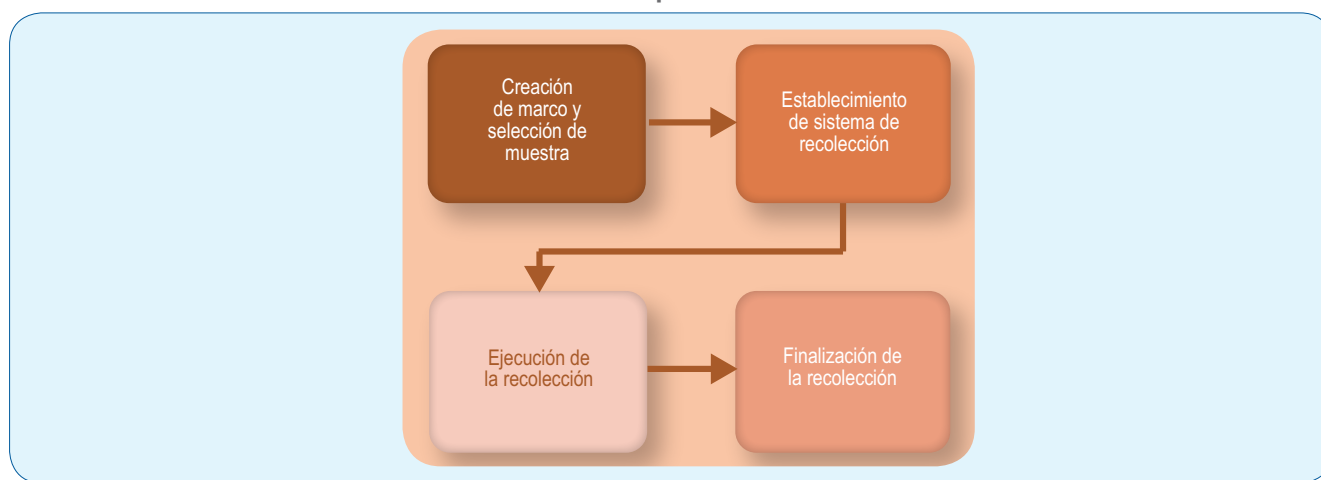 Creación
de marco y
selección de
muestra
Establecimiento
de sistema de
recolección
Ejecución de
la recolección
Finalización de
la recolección